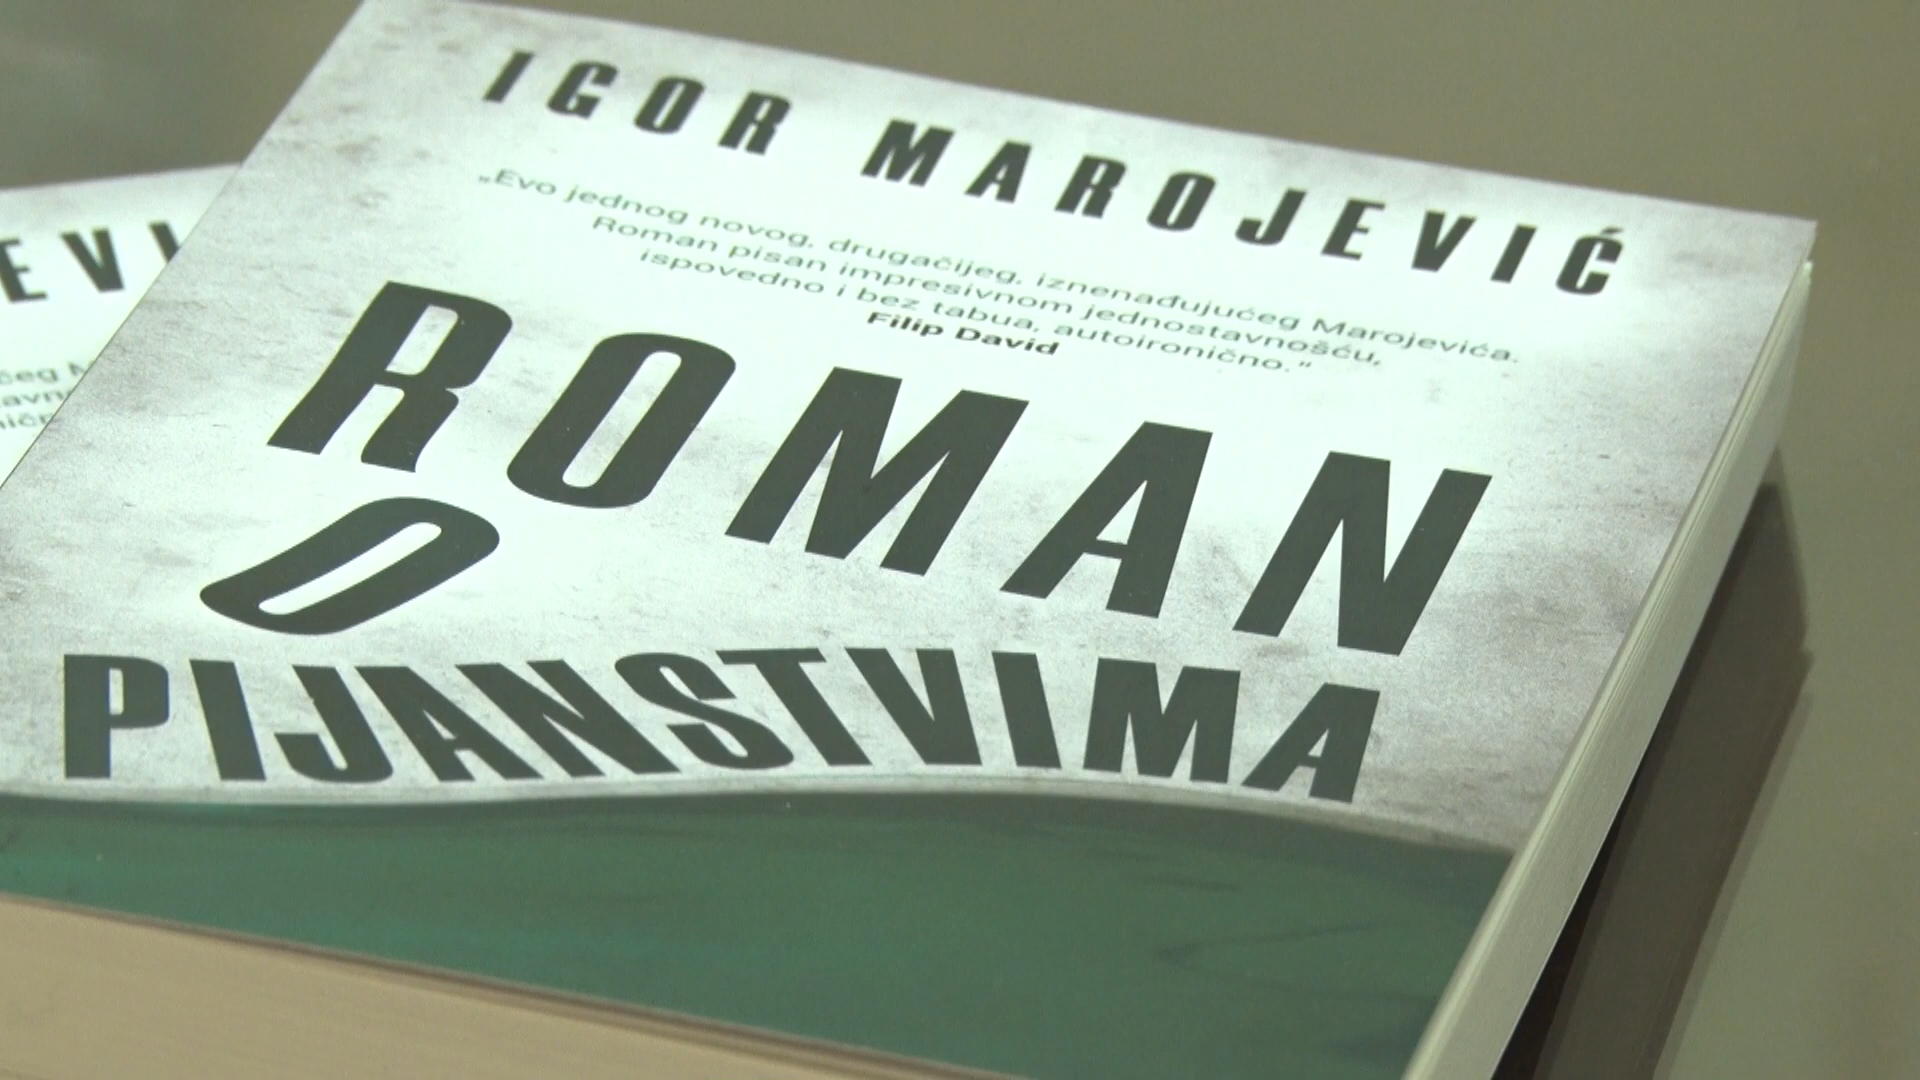 IGOR MAROJEVIĆ
„Evo jednog novog, drugačijeg, iznenađujućeg Marojevića.
Roman pisan impresivnom jednostavnošću,
ispovedno i bez tabua, autoironično.“
Filip David
ROMAN
O
PIJANSTVIMA
EVI